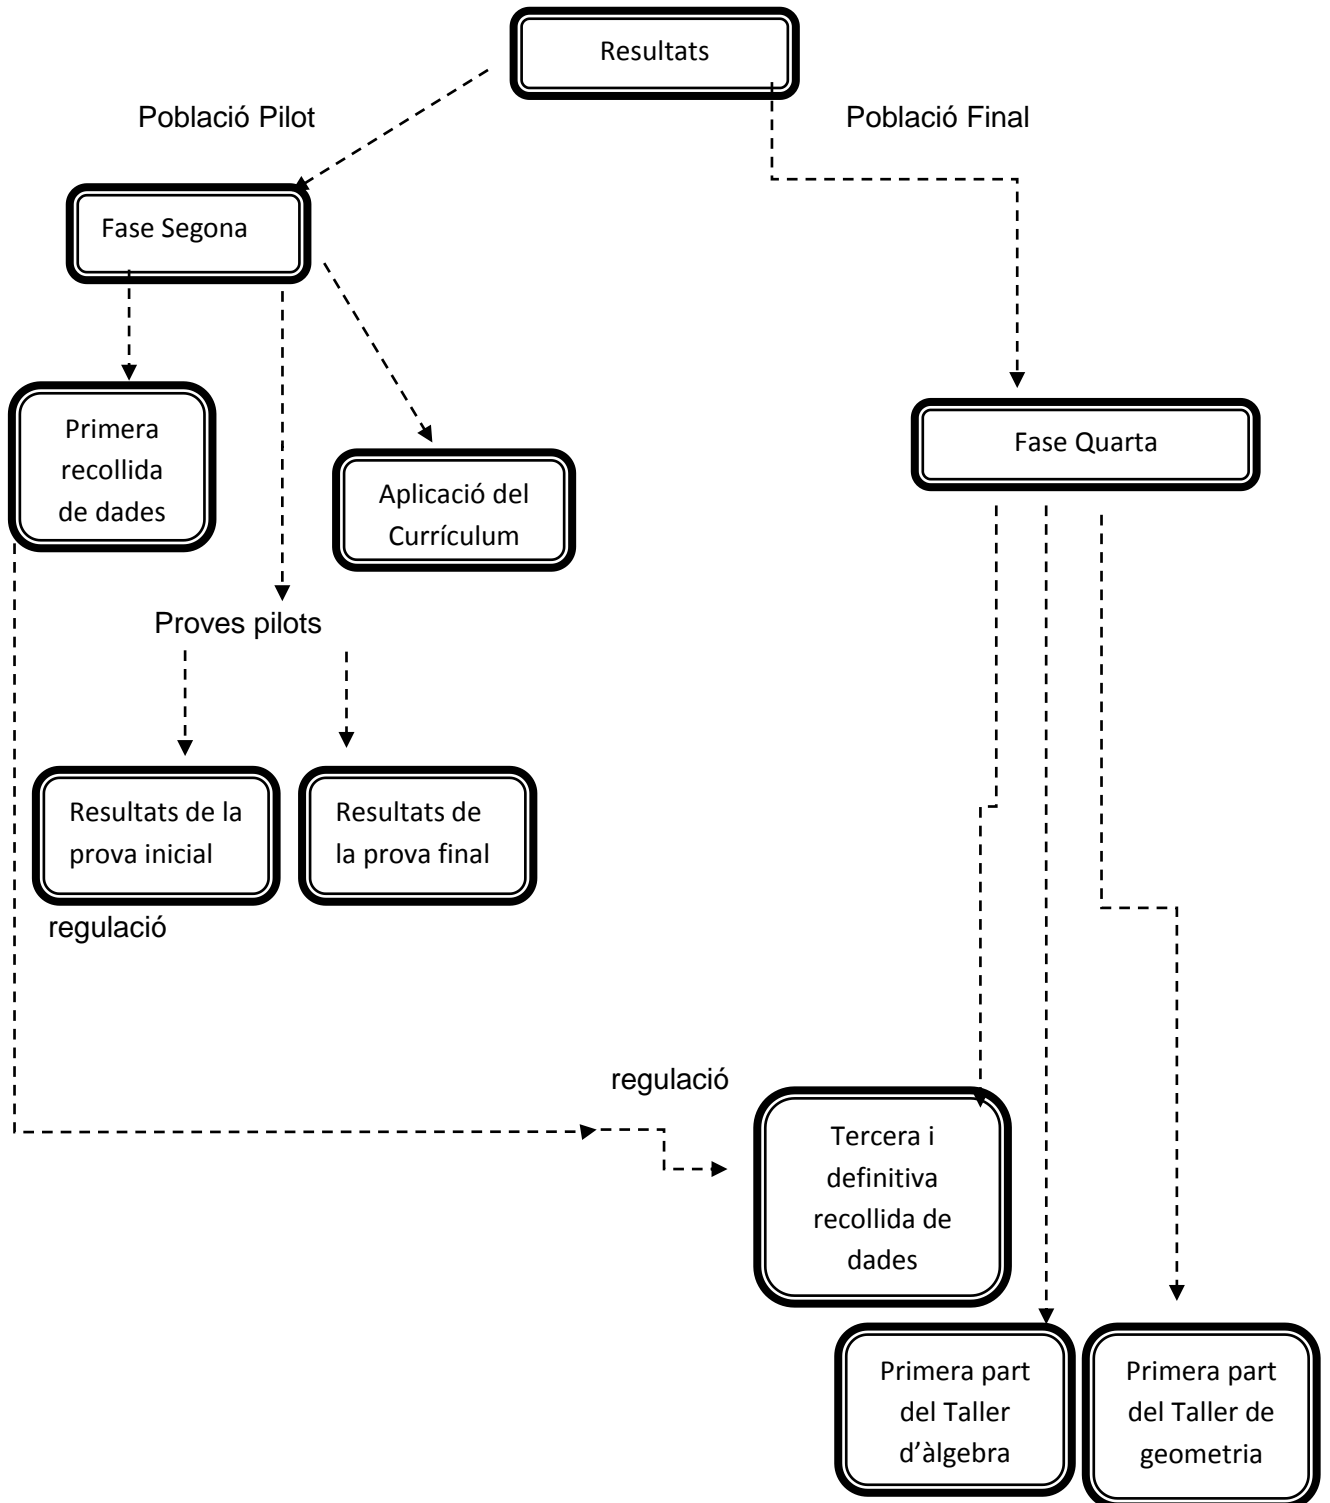 Resultats
Població Pilot
Població Final
Fase Segona
Primera
recollida
de dades
Fase Quarta
Aplicació del
Currículum
Proves pilots
Resultats de la
prova inicial
Resultats de
la prova final
regulació
regulació
Tercera i
definitiva
recollida de
dades
Primera part
del Taller
d’àlgebra
Primera part
del Taller de
geometria